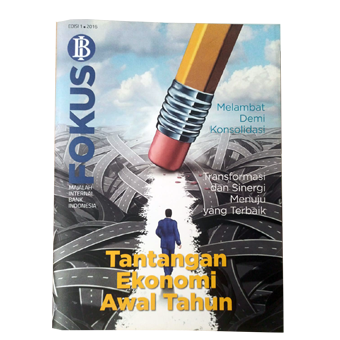 EDISI 1 • 2016
BI
FOKUS
MAJALAH
INTERNAL
BANK
INDONESIA
Melambat
Demi
Konsolidasi
Transformasi
dan Sinergi
Menuju
yang Terbaik
Tantangan
Ekonomi
Awal Tahun